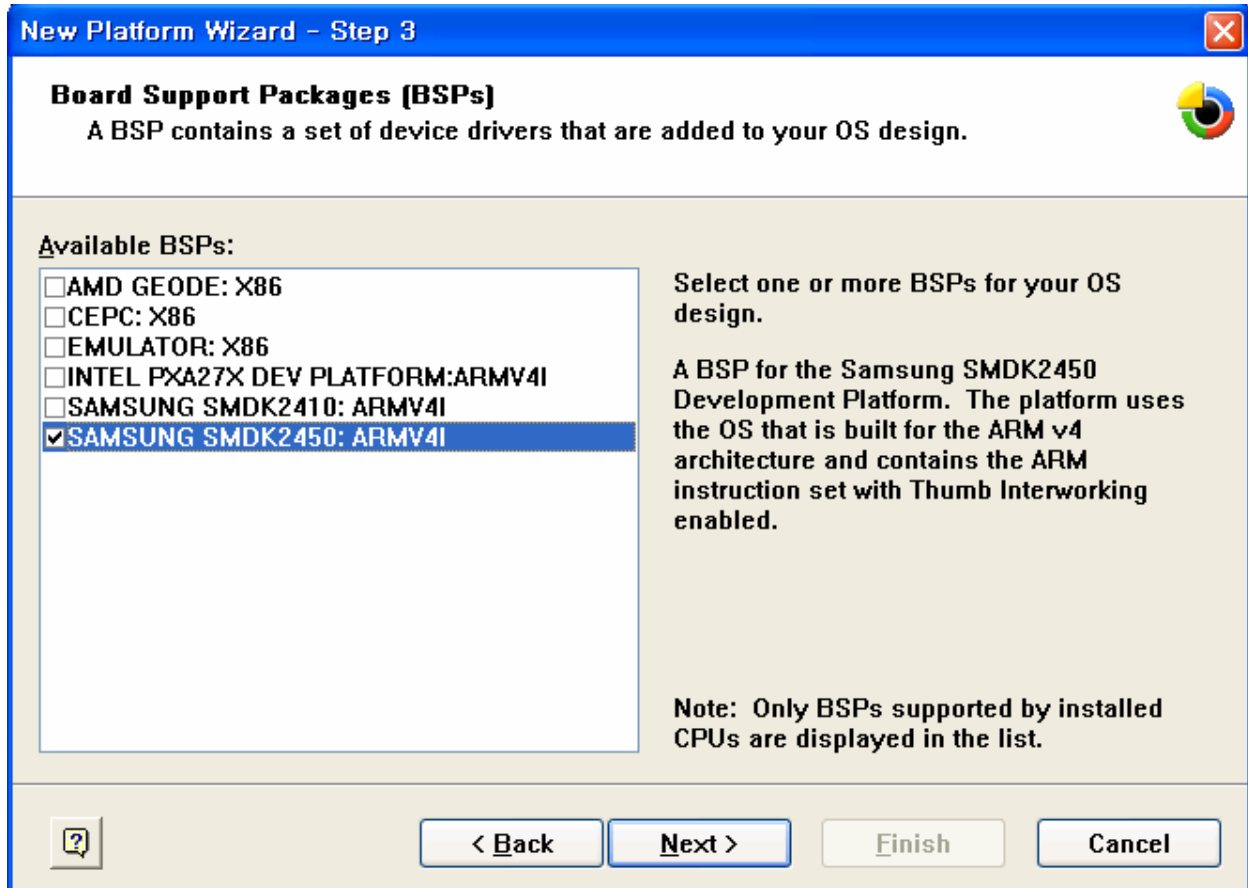 New Platform Wizard - Step 3
Board Support Packages (BSPs)
A BSP contains a set of device drivers that are added to your OS design.
Available BSPs:
AMD GEODE: X86
CEPC: X86
EMULATOR: X86
INTEL PXA27X DEV PLATFORM:ARMV4I
SAMSUNG SMDK2410: ARMV4I
SAMSUNG SMDK2450: ARMV4I
Select one or more BSPs for your OS
design.
A BSP for the Samsung SMDK2450
Development Platform.  The platform uses
the OS that is built for the ARM v4
architecture and contains the ARM
instruction set with Thumb Interworking
enabled.
Note:  Only BSPs supported by installed
CPUs are displayed in the list.
< Back
Next >
Finish
Cancel